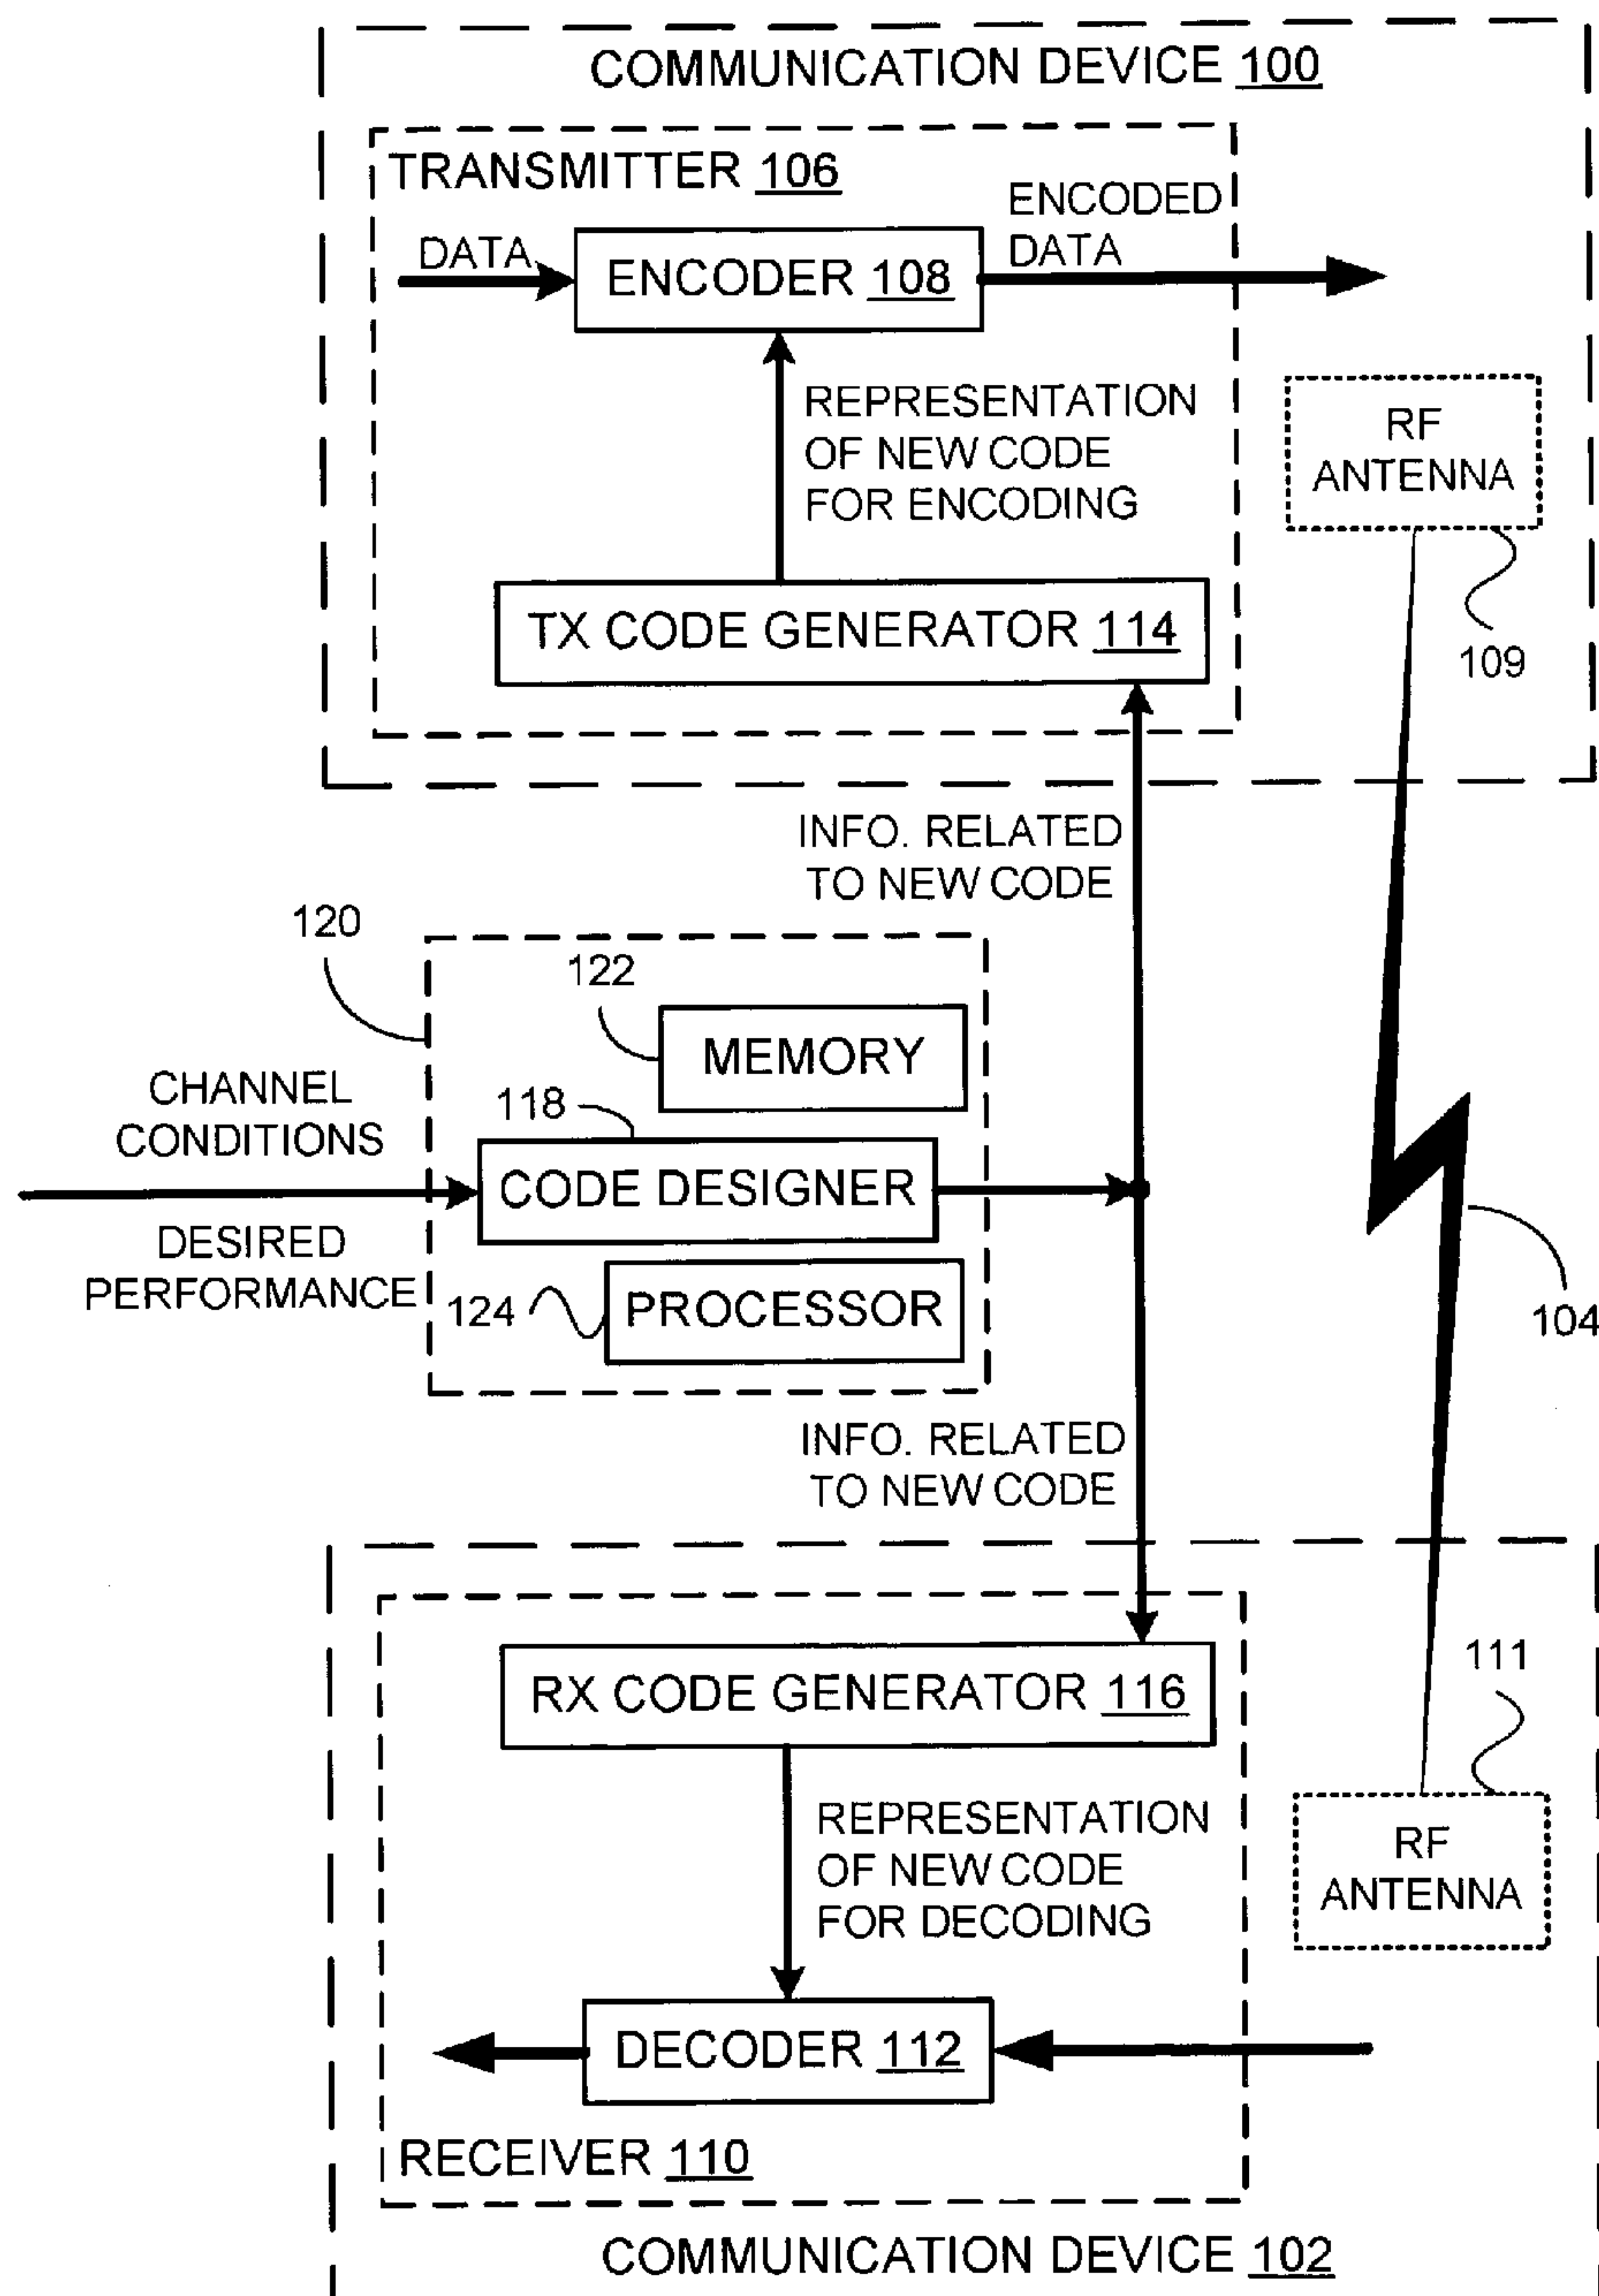 COMMUNICATION DEVICE 100
TRANSMITTER 106
ENCODED
DATA
DATA
ENCODER 108
REPRESENTATION
OF NEW CODE
FOR ENCODING
RF
ANTENNA
TX CODE GENERATOR 114
109
INFO. RELATED
TO NEW CODE
120
122
MEMORY
CHANNEL
CONDITIONS
118
CODE DESIGNER
DESIRED
PERFORMANCE
124
PROCESSOR
104
INFO. RELATED
TO NEW CODE
111
RX CODE GENERATOR 116
REPRESENTATION
OF NEW CODE
FOR DECODING
RF
ANTENNA
DECODER 112
RECEIVER 110
COMMUNICATION DEVICE 102